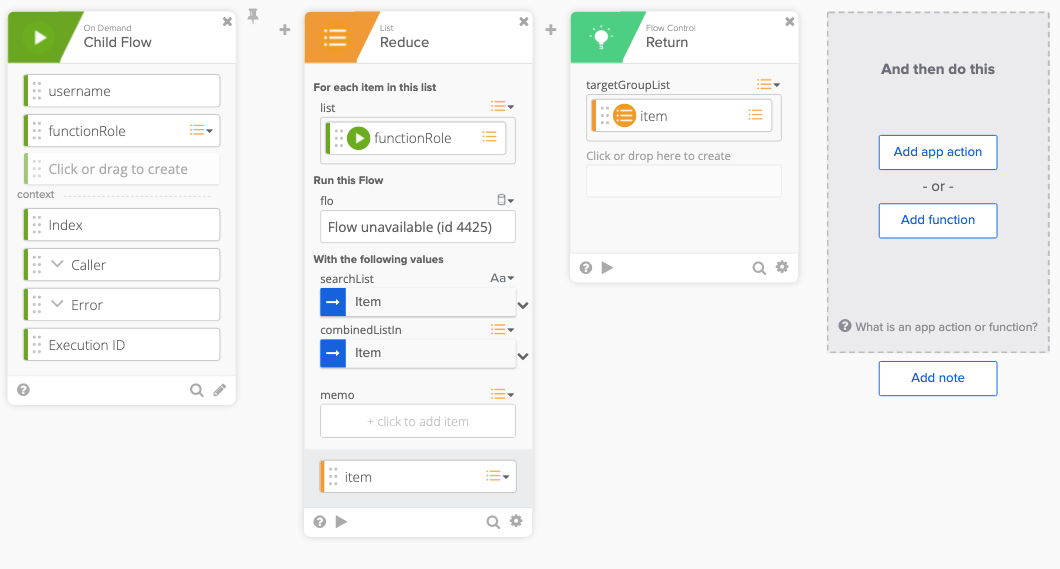 On Demand
Child Flow
username
functionRole
Click or drag to create
context
Index
Caller
Error
Execution ID
List
Reduce
For each item in this list
list
functionRole
Run this Flow
flo
Flow unavailable (id 4425)
With the following values
searchList
Aa
Item
combinedListIn
Item
memo
+ click to add item
item
Flow Control
Return
targetGroupList
item
Click or drop here to create
And then do this
Add app action
- or -
Add function
What is an app action or function?
Add note